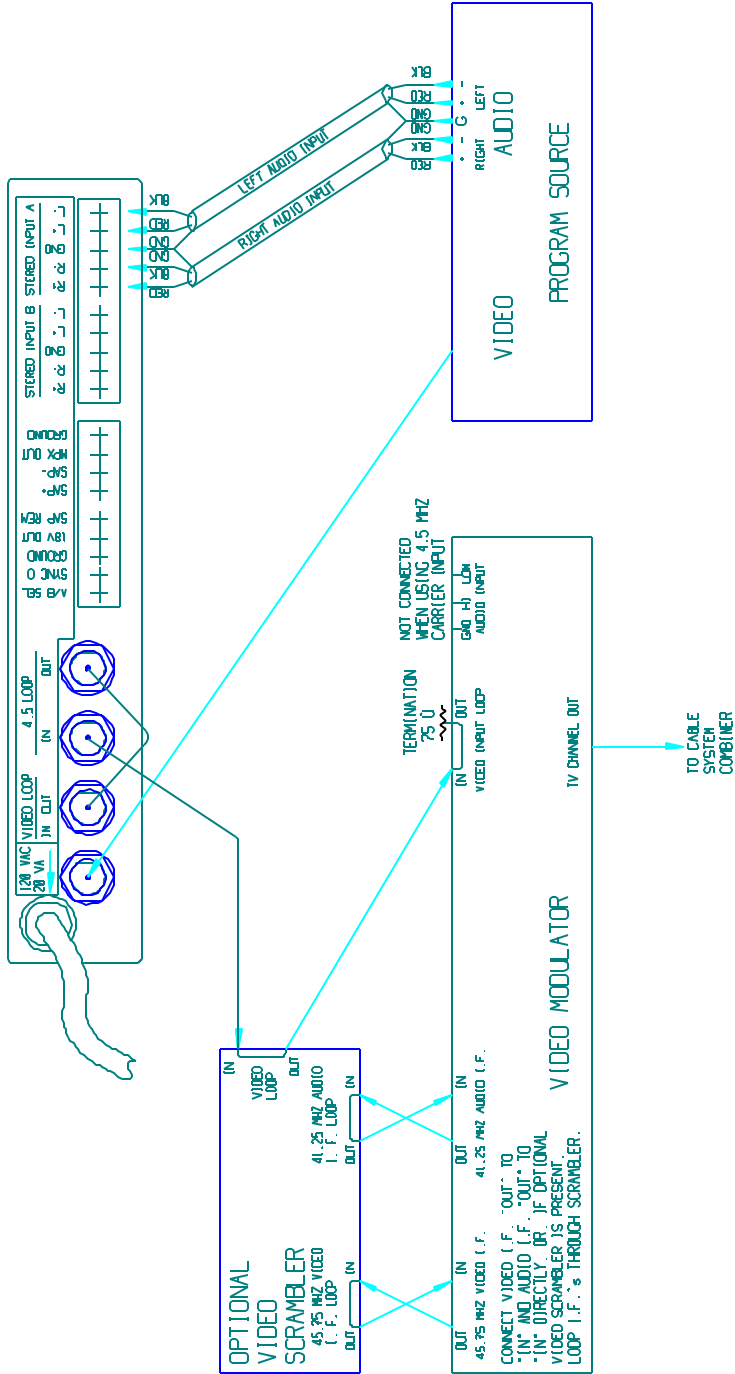 120 VAC
20 VA
VIDEO LOOP
IN OUT
4.5 LOOP
IN OUT
A/B SEL
SYNC O
GROUND
18V OUT
SAP REM
SAP+
SAP-
MPX OUT
GROUND
STEREO INPUT B
R+ R- GND L+ L-
STEREO INPUT A
R+ R- GND L+ L-
RED
BLK
GND
GND
RED
BLK
LEFT AUDIO INPUT
RIGHT AUDIO INPUT
RED
BLK
GND
GND
RED
BLK
+ - G + -
RIGHT LEFT
AUDIO
VIDEO
PROGRAM SOURCE
OPTIONAL
VIDEO
SCRAMBLER
45.75 MHZ VIDEO
I.F. LOOP
OUT IN
41.25 MHZ AUDIO
I.F. LOOP
OUT IN
IN
VIDEO
LOOP
OUT
TERMINATION
75 Ü
NOT CONNECTED
WHEN USING 4.5 MHZ
CARRIER INPUT
OUT IN
45.75 MHZ VIDEO I.F.
OUT IN
41.25 MHZ AUDIO I.F.
IN OUT
VIDEO INPUT LOOP
GND HI LOW
AUDIO INPUT
CONNECT VIDEO I.F. "OUT" TO
"IN" AND AUDIO I.F. "OUT" TO
"IN" DIRECTLY. OR, IF OPTIONAL
VIDEO SCRAMBLER IS PRESENT,
LOOP I.F.'s THROUGH SCRAMBLER.
VIDEO MODULATOR
TV CHANNEL OUT
TO CABLE
SYSTEM
COMBINER